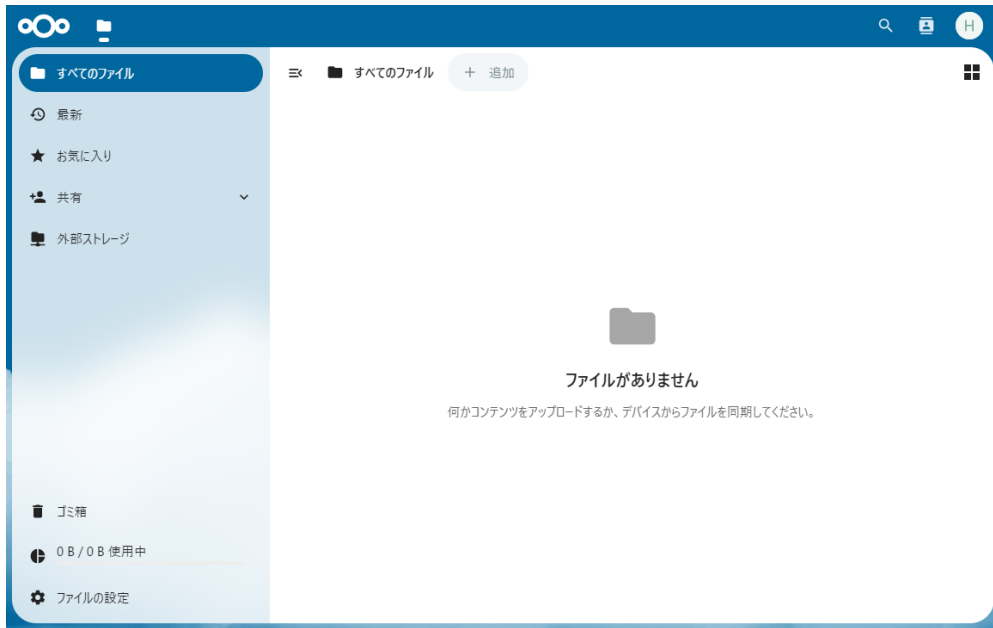 H
すべてのファイル
最新
お気に入り
共有
外部ストレージ
ゴミ箱
0 B / 0 B 使用中
ファイルの設定
すべてのファイル
+ 追加
ファイルがありません
何かコンテンツをアップロードするか、デバイスからファイルを同期してください。